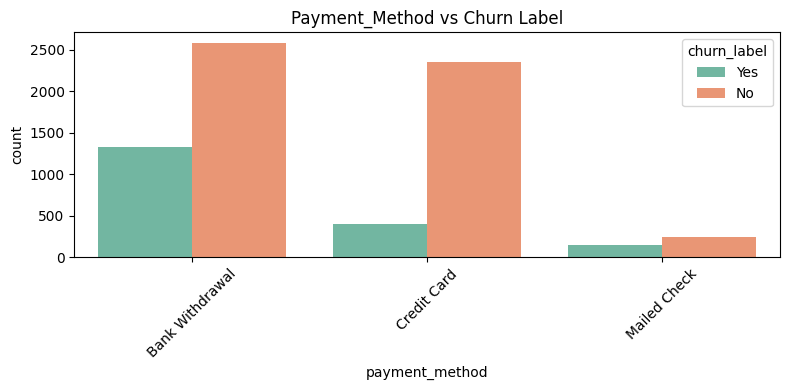 Payment_Method vs Churn Label
churn_label
Yes
No
count
2500
2000
1500
1000
500
0
Bank Withdrawal
Credit Card
Mailed Check
payment_method